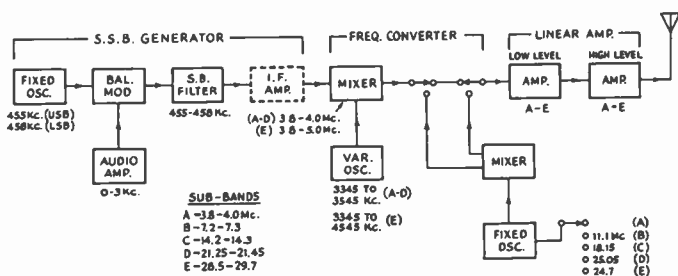 S.S.B. GENERATOR
FREQ. CONVERTER
LINEAR AMP.
LOW LEVEL
HIGH LEVEL
FIXED OSC.
BAL. MOD
S.B. FILTER
I.F. AMP.
MIXER
AMP.
AMP.
455KC. (USB)
458KC. (LSB)
455-458KC.
(A-D) 3.8-4.0MC.
(E) 3.8-5.0MC.
A-E
A-E
AUDIO AMP.
0-3KC.
VAR. OSC.
MIXER
3345 TO 3545 KC. (A-D)
3345 TO 4545 KC. (E)
SUB-BANDS
A-3.8-4.0MC.
B-7.2-7.3
C-14.2-14.3
D-21.25-21.45
E-28.5-29.7
FIXED OSC.
(A)
11.1MC (B)
18.15 (C)
25.05 (D)
24.7 (E)